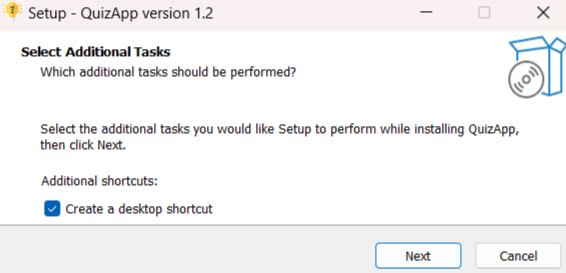 Setup - QuizApp version 1.2
Select Additional Tasks
Which additional tasks should be performed?
Select the additional tasks you would like Setup to perform while installing QuizApp,
then click Next.
Additional shortcuts:
Create a desktop shortcut
Next
Cancel